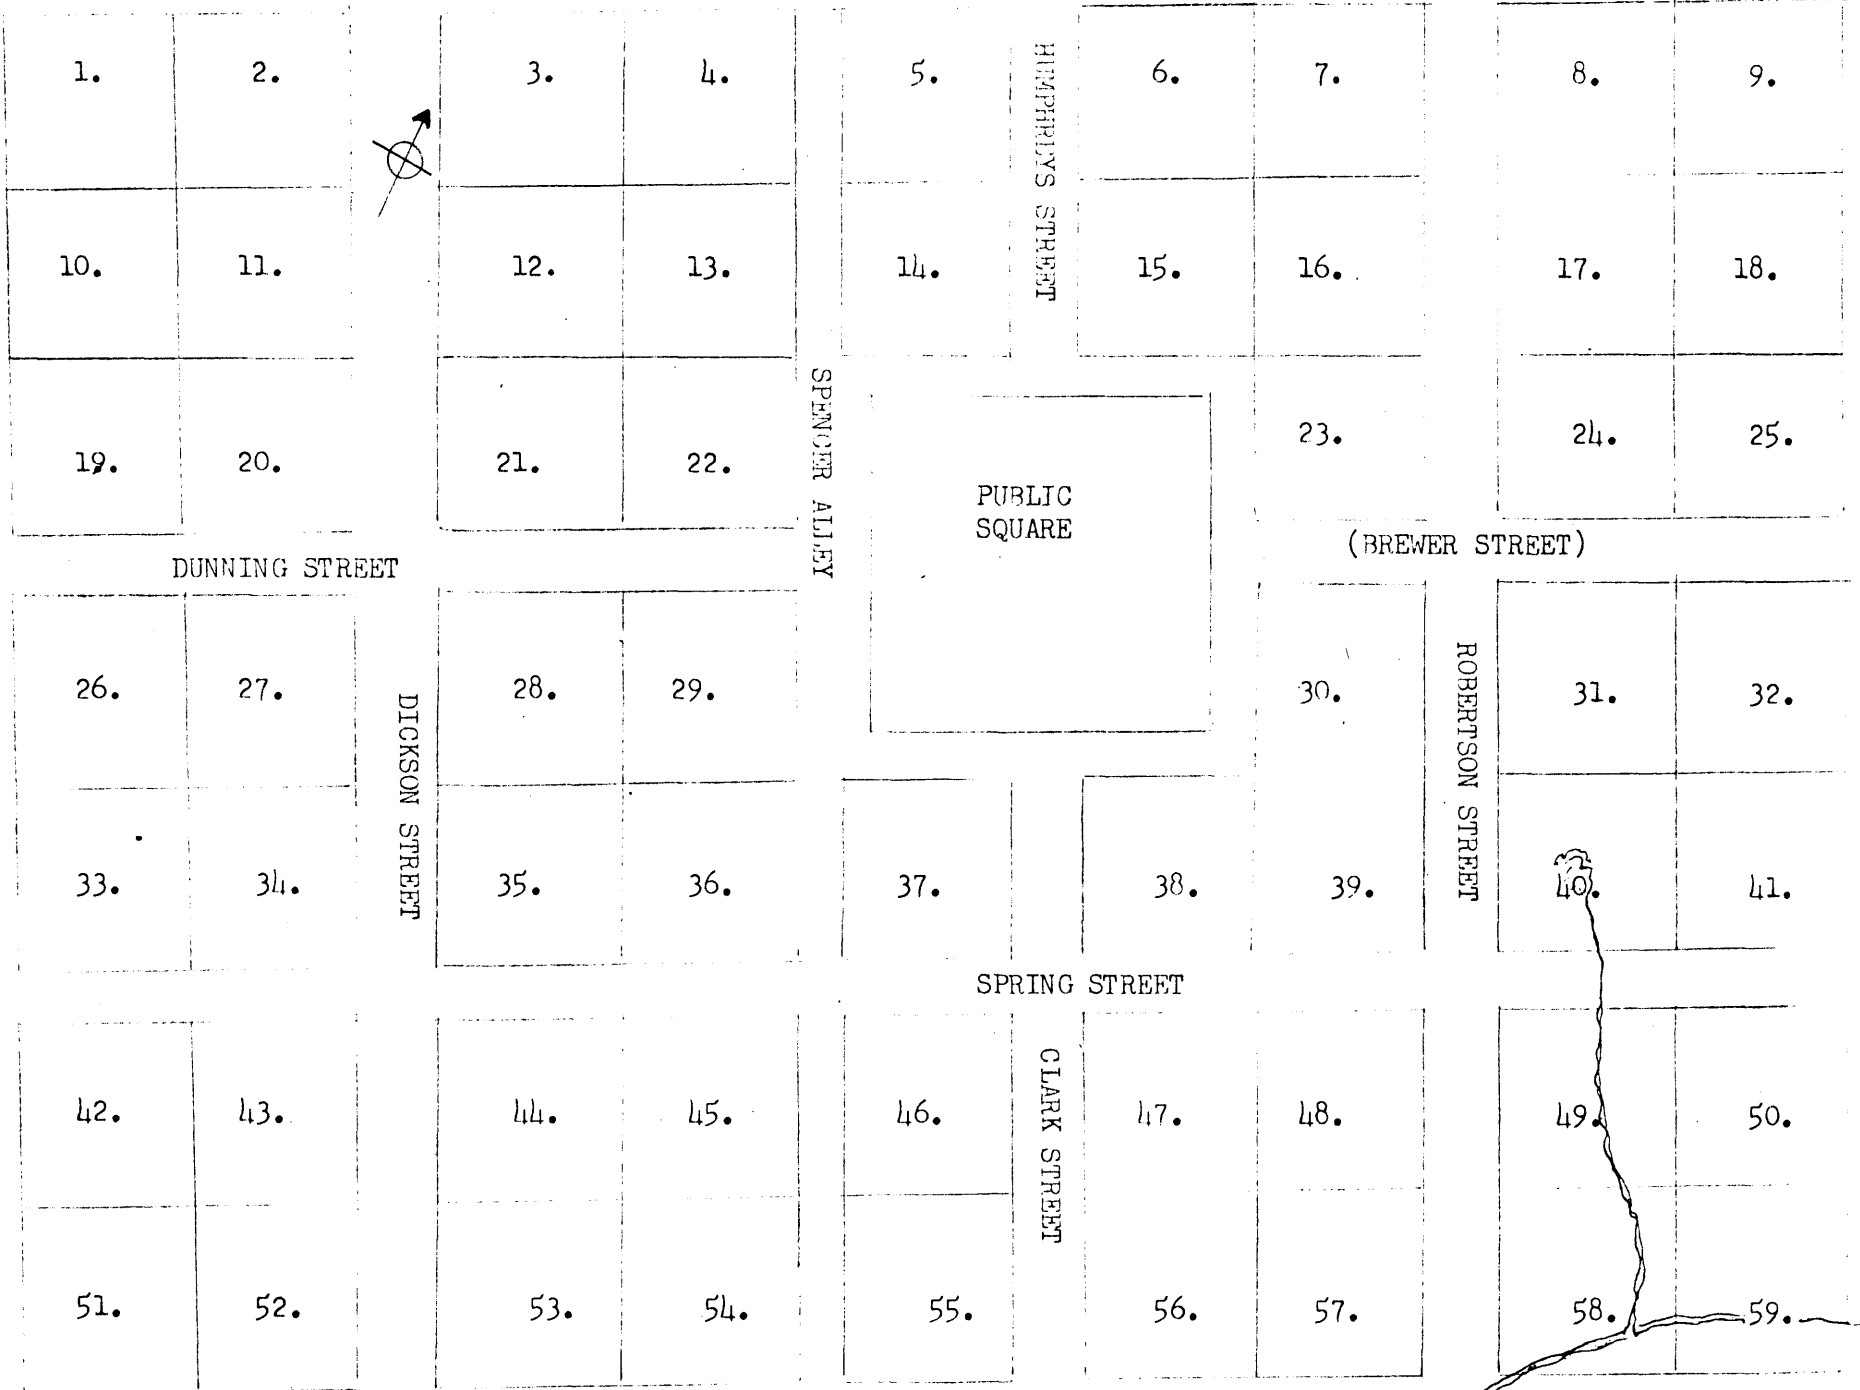 1. 2. 3. 4. 5. 6. 7. 8. 9.
HUMPHREYS STREET
10. 11. 12. 13. 14. 15. 16. 17. 18.
SPENCER ALLEY
19. 20. 21. 22. 23. 24. 25.
PUBLIC
SQUARE
(BREWER STREET)
DUNNING STREET
26. 27. 28. 29. 30. 31. 32.
DICKSON STREET
ROBERTSON STREET
33. 34. 35. 36. 37. 38. 39. 40. 41.
SPRING STREET
42. 43. 44. 45. 46. 47. 48. 49. 50.
CLARK STREET
51. 52. 53. 54. 55. 56. 57. 58. 59.